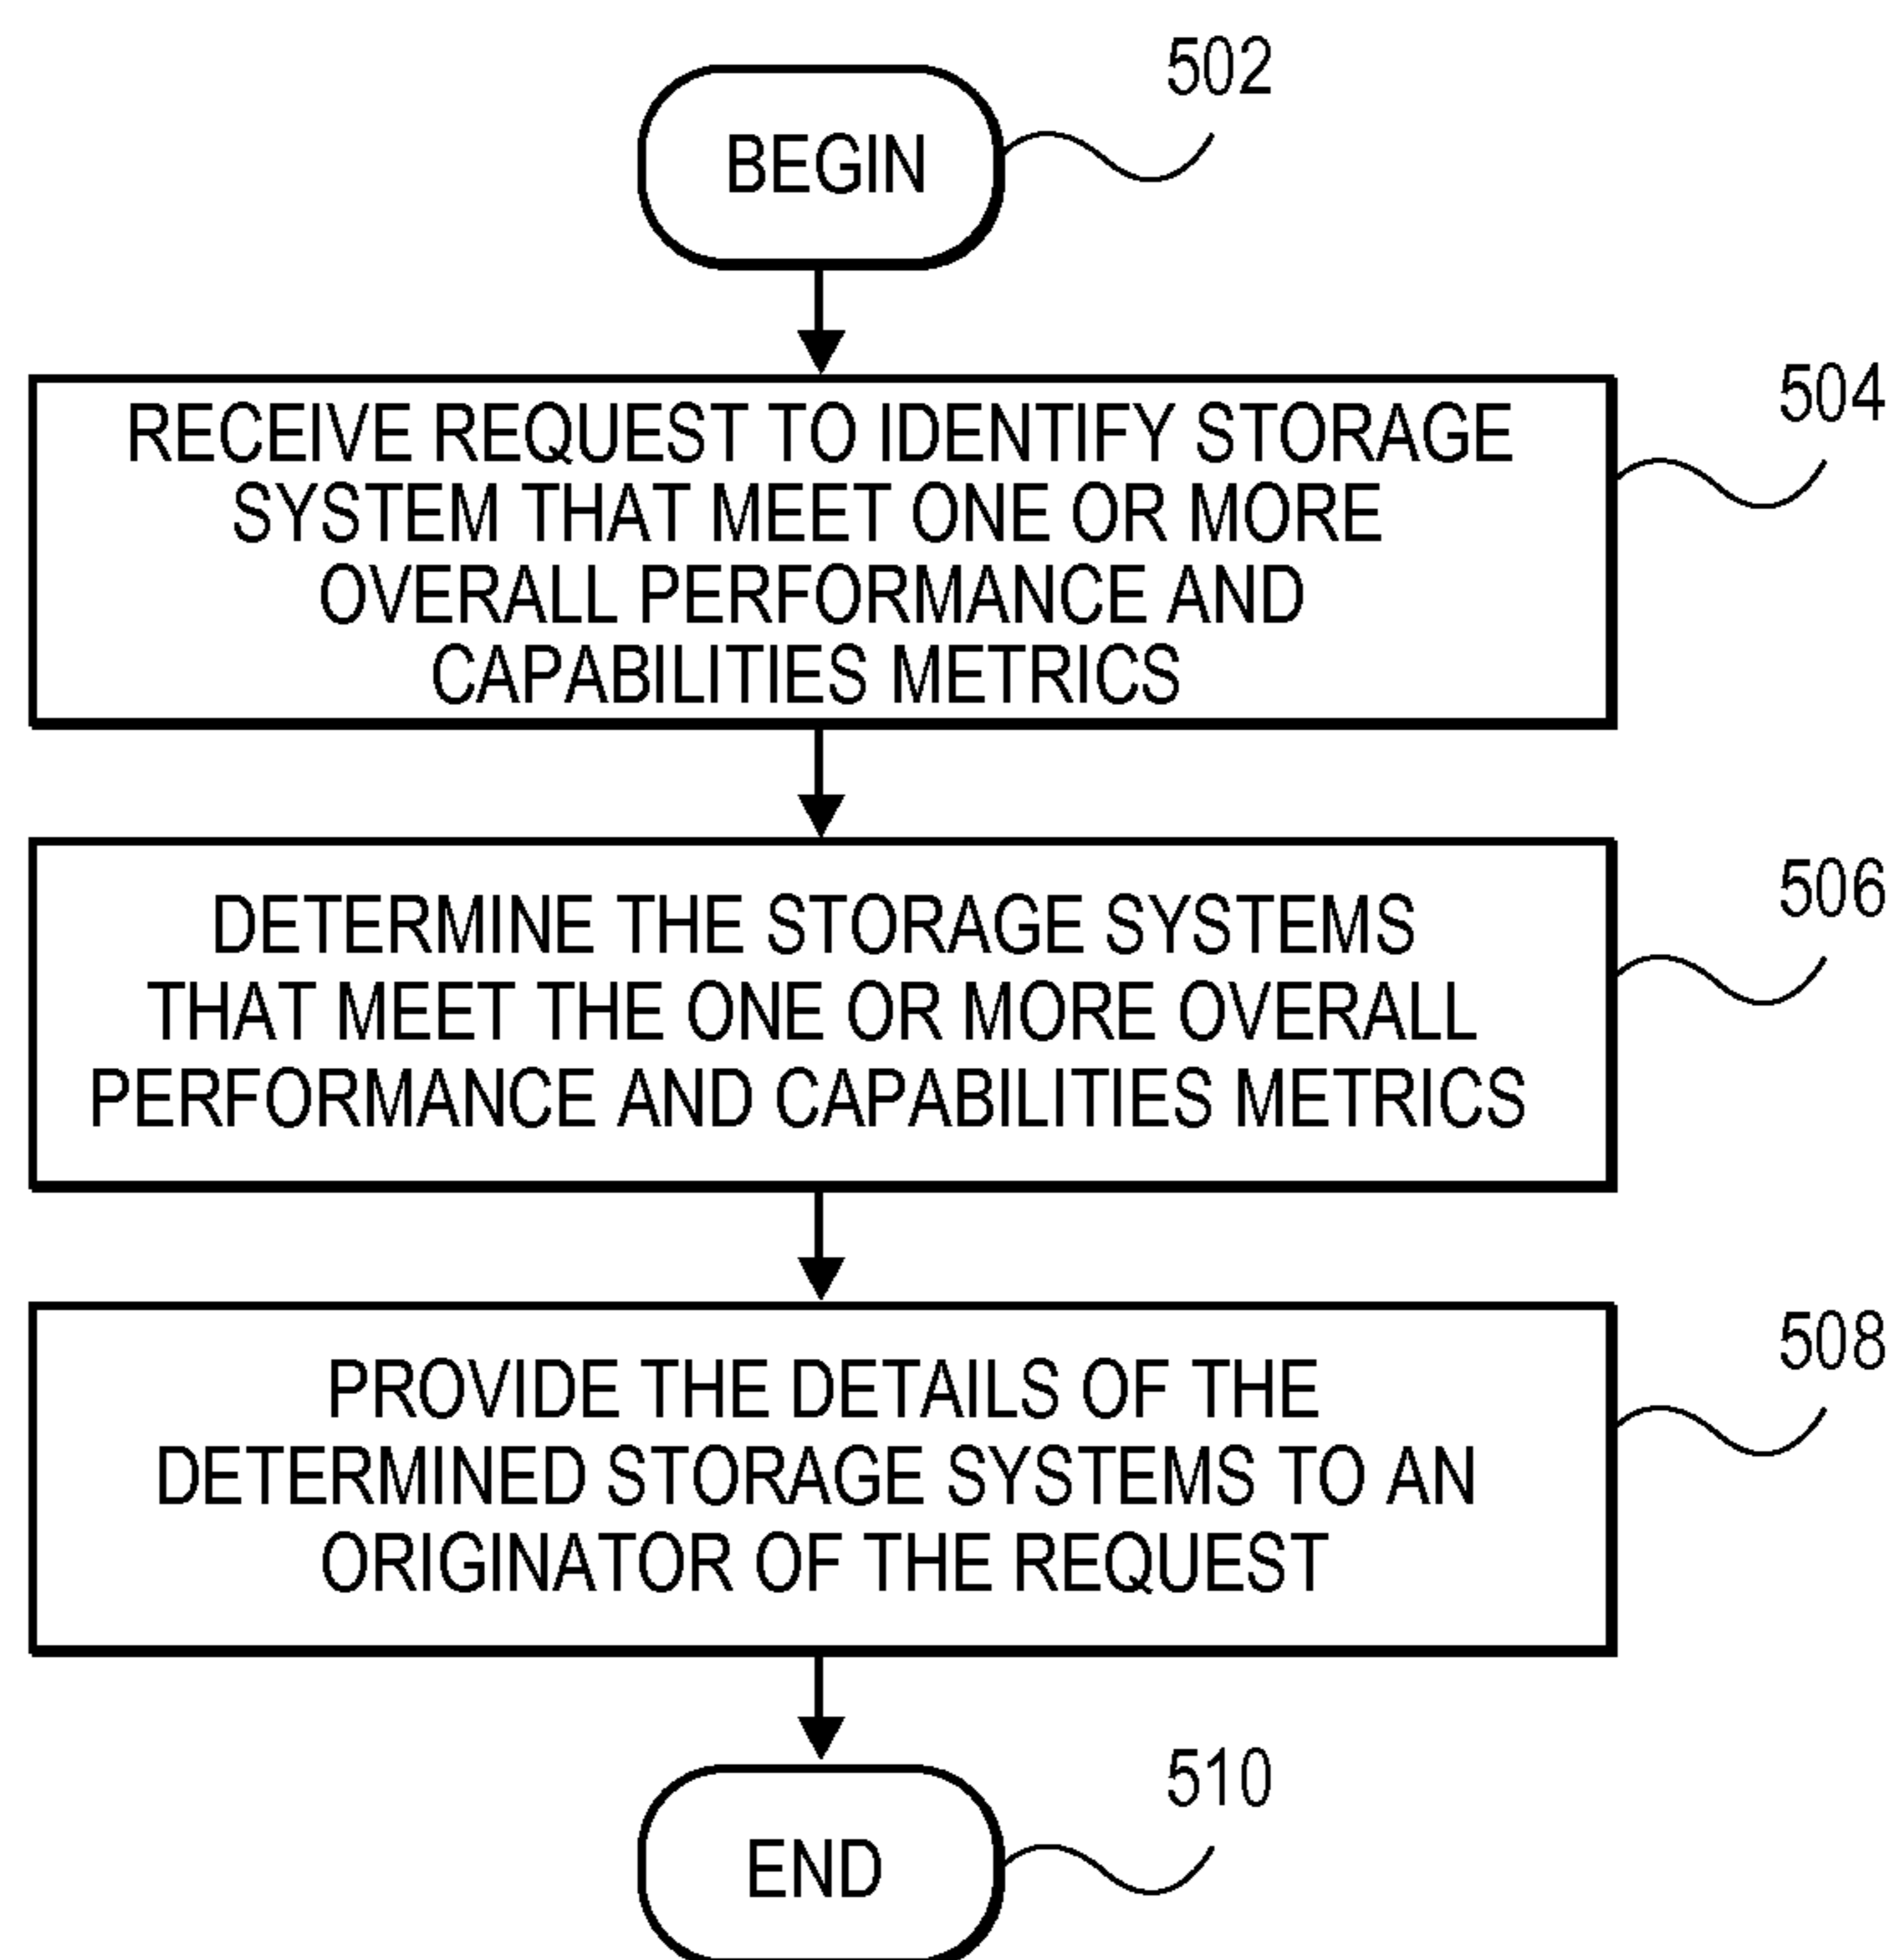 502
BEGIN
504
RECEIVE REQUEST TO IDENTIFY STORAGE
SYSTEM THAT MEET ONE OR MORE
OVERALL PERFORMANCE AND
CAPABILITIES METRICS
506
DETERMINE THE STORAGE SYSTEMS
THAT MEET THE ONE OR MORE OVERALL
PERFORMANCE AND CAPABILITIES METRICS
508
PROVIDE THE DETAILS OF THE
DETERMINED STORAGE SYSTEMS TO AN
ORIGINATOR OF THE REQUEST
510
END